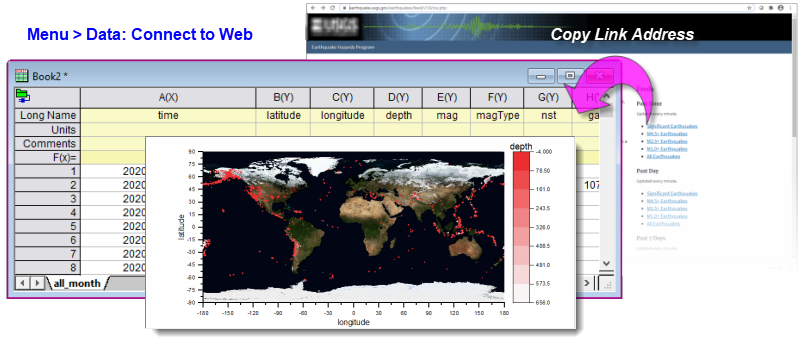 earthquake.usgs.gov/earthquakes/feed/v1.0/csv.php
Menu > Data: Connect to Web
USGS
Copy Link Address
Earthquake Hazards Program
Book2 *
A(X) B(Y) C(Y) D(Y) E(Y) F(Y) G(Y) H(Y
Long Name time latitude longitude depth mag magType nst ga
Units
Comments
F(x)=
1 2020
2 2020 107
3 2020
4 2020
5 2020
6 2020
7 2020
8 2020
all_month
Feeds
Past Hour
Updated every minute.
Significant Earthquakes
M4.5+ Earthquakes
M2.5+ Earthquakes
M1.0+ Earthquakes
All Earthquakes
Past Day
Updated every minute.
Significant Earthquakes
M4.5+ Earthquakes
M2.5+ Earthquakes
M1.0+ Earthquakes
All Earthquakes
Past 7 Days
Updated every minute.
depth
-4.000
78.50
161.0
243.5
326.0
408.5
491.0
573.5
656.0
latitude
90
75
60
45
30
15
0
-15
-30
-45
-60
-75
-90
-180 -150 -120 -90 -60 -30 0 30 60 90 120 150 180
longitude